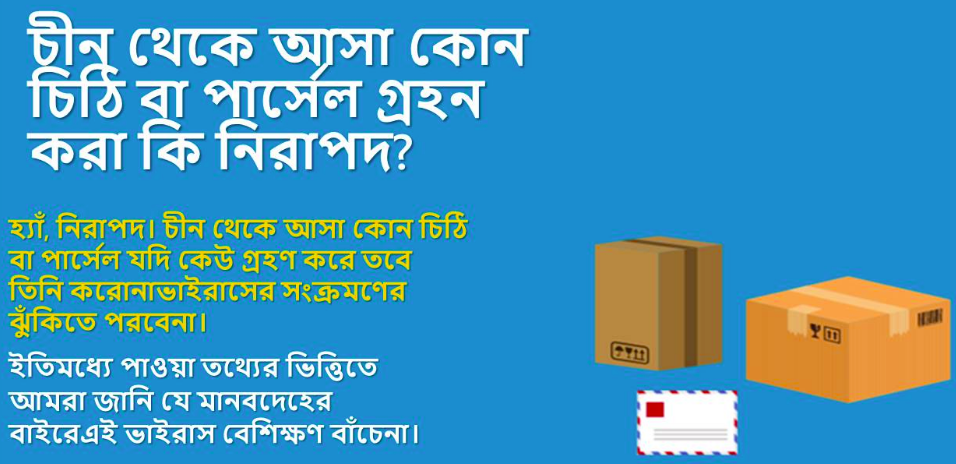 চীন থেকে আসা কোন
চিঠি বা পার্সেল গ্রহন
করা কি নিরাপদ?
হ্যাঁ, নিরাপদ। চীন থেকে আসা কোন চিঠি
বা পার্সেল যদি কেউ গ্রহণ করে তবে
তিনি করোনাভাইরাসের সংক্রমণের
ঝুঁকিতে পরবেনা।
ইতিমধ্যে পাওয়া তথ্যের ভিত্তিতে
আমরা জানি যে মানবদেহের
বাইরেএই ভাইরাস বেশিক্ষণ বাঁচেনা।